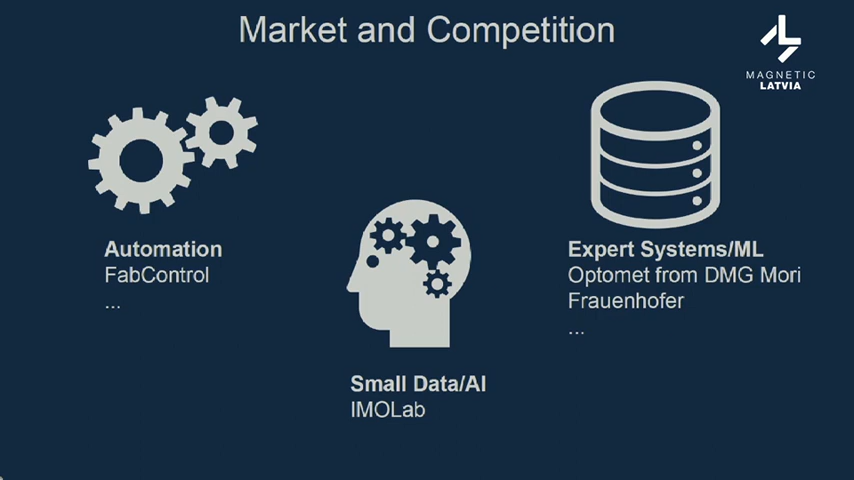 Market and Competition
MAGNETIC
LATVIA
Automation
FabControl
...
Expert Systems/ML
Optomet from DMG Mori
Frauenhofer
...
Small Data/AI
IMOLab